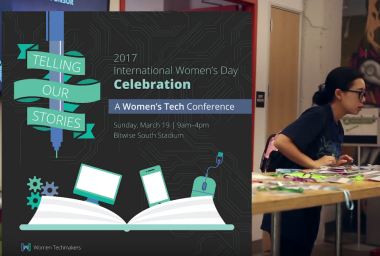 TELLING
OUR
STORIES
2017
International Women's Day
Celebration
A Women's Tech Conference
Sunday, March 19 | 9am–4pm
Bitwise South Stadium
Women Techmakers